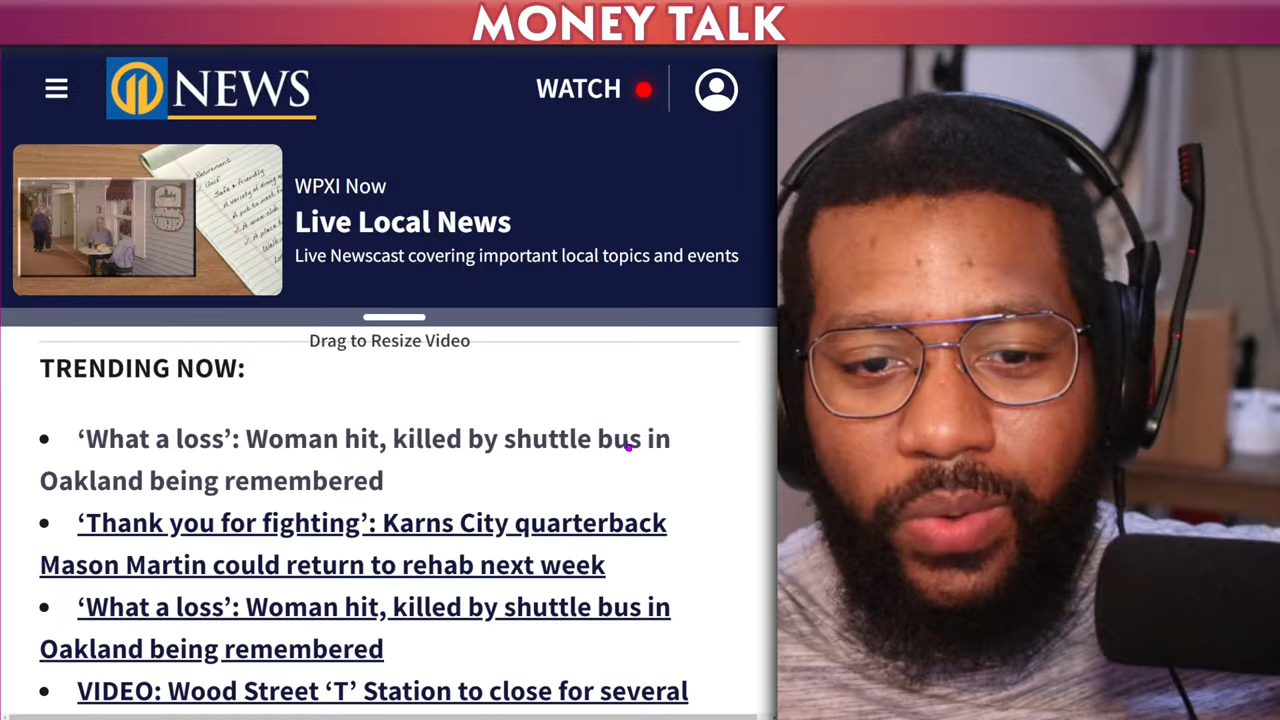 MONEY TALK
NEWS
WATCH
WPXI Now
Live Local News
Live Newscast covering important local topics and events
Drag to Resize Video
TRENDING NOW:
• ‘What a loss’: Woman hit, killed by shuttle bus in
Oakland being remembered
• ‘Thank you for fighting’: Karns City quarterback
Mason Martin could return to rehab next week
• ‘What a loss’: Woman hit, killed by shuttle bus in
Oakland being remembered
• VIDEO: Wood Street ‘T’ Station to close for several